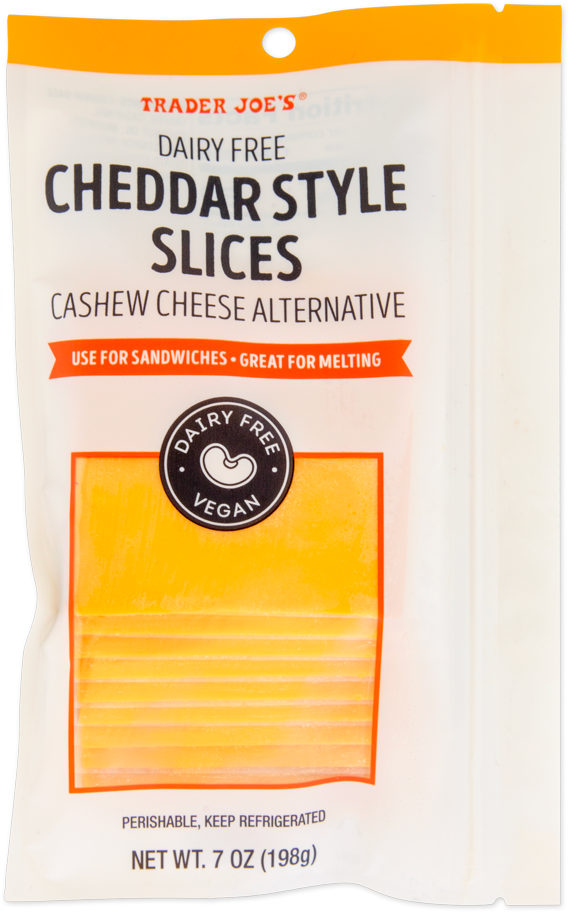 TRADER JOE'S®
DAIRY FREE
CHEDDAR STYLE
SLICES
CASHEW CHEESE ALTERNATIVE
USE FOR SANDWICHES • GREAT FOR MELTING
DAIRY FREE
VEGAN
PERISHABLE, KEEP REFRIGERATED
NET WT. 7 OZ (198g)